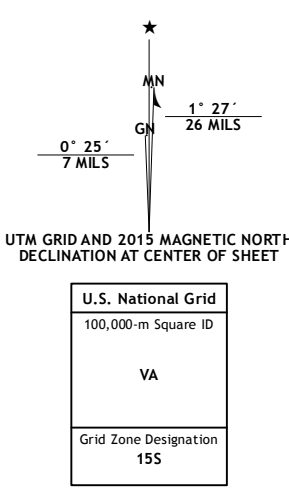 ★
MN
1° 27´
26 MILS
GN
0° 25´
7 MILS
UTM GRID AND 2015 MAGNETIC NORTH
DECLINATION AT CENTER OF SHEET
U.S. National Grid
100,000-m Square ID
VA
Grid Zone Designation
15S